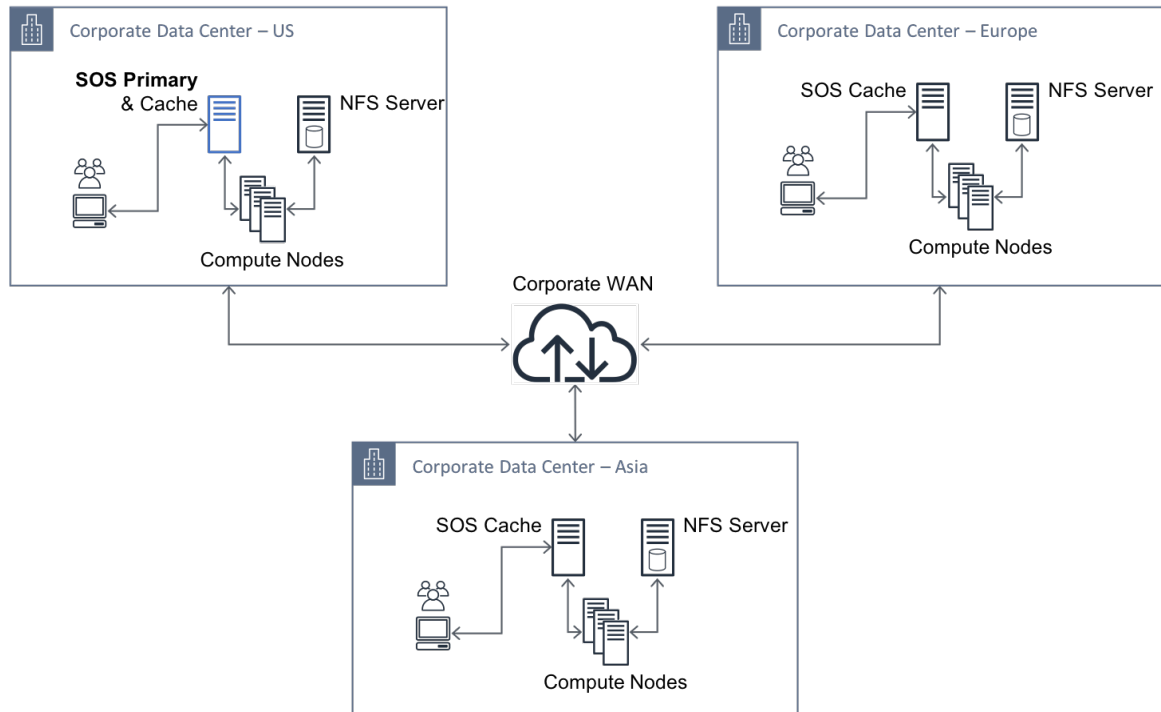 Corporate Data Center – US
SOS Primary
& Cache
NFS Server
Compute Nodes
Corporate Data Center – Europe
SOS Cache
NFS Server
Compute Nodes
Corporate WAN
Corporate Data Center – Asia
SOS Cache
NFS Server
Compute Nodes